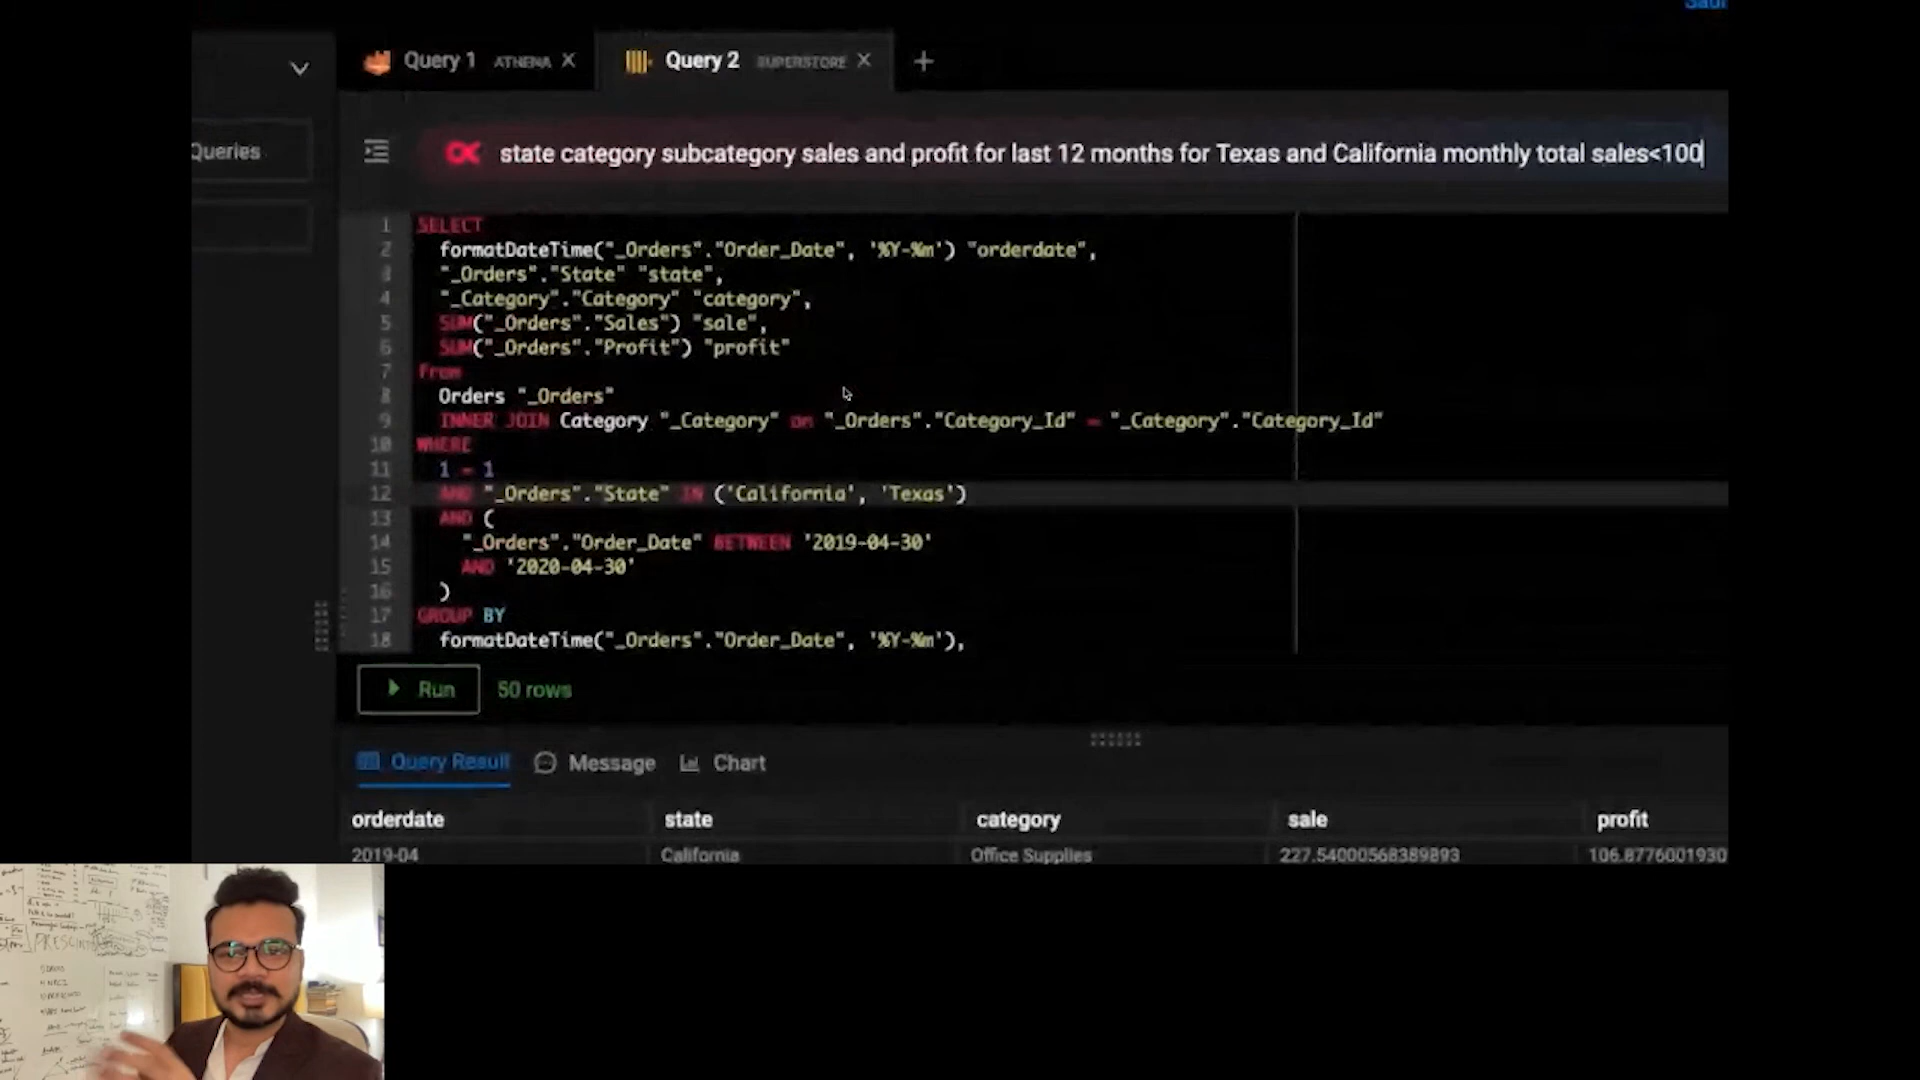 Query 1 ATHENA
Query 2 SUPERSTORE
Queries
state category subcategory sales and profit for last 12 months for Texas and California monthly total sales<100
1 SELECT
2 formatDateTime("_Orders"."Order_Date", '%Y-%m') "orderdate",
3 "_Orders"."State" "state",
4 "_Category"."Category" "category",
5 SUM("_Orders"."Sales") "sale",
6 SUM("_Orders"."Profit") "profit"
7 from
8 Orders "_Orders"
9 INNER JOIN Category "_Category" on "_Orders"."Category_Id" = "_Category"."Category_Id"
10 WHERE
11 1 = 1
12 AND "_Orders"."State" IN ('California', 'Texas')
13 AND (
14 "_Orders"."Order_Date" BETWEEN '2019-04-30'
15 AND '2020-04-30'
16 )
17 GROUP BY
18 formatDateTime("_Orders"."Order_Date", '%Y-%m'),
Run 50 rows
Query Result Message Chart
orderdate state category sale profit
2019-04 California Office Supplies 227.54000568389893 106.8776001930